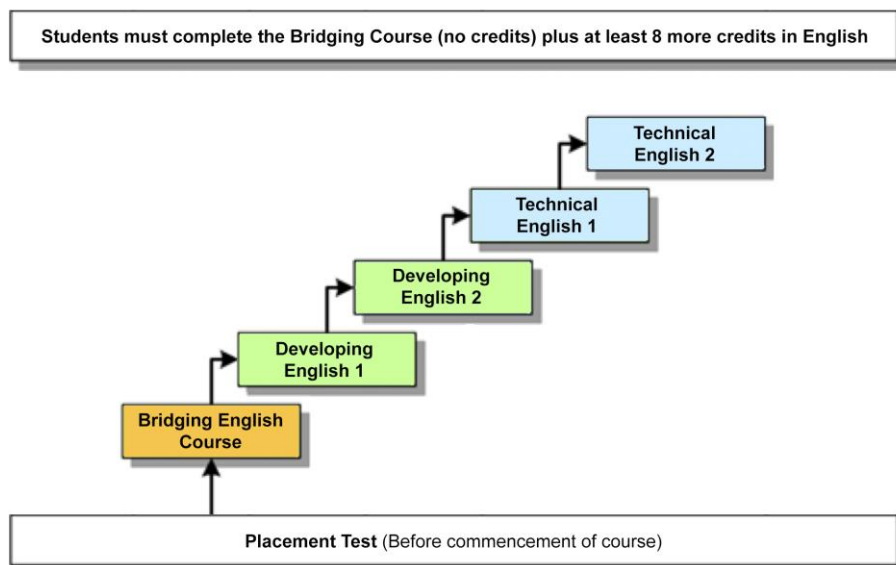 Students must complete the Bridging Course (no credits) plus at least 8 more credits in English
Technical
English 2
Technical
English 1
Developing
English 2
Developing
English 1
Bridging English
Course
Placement Test (Before commencement of course)